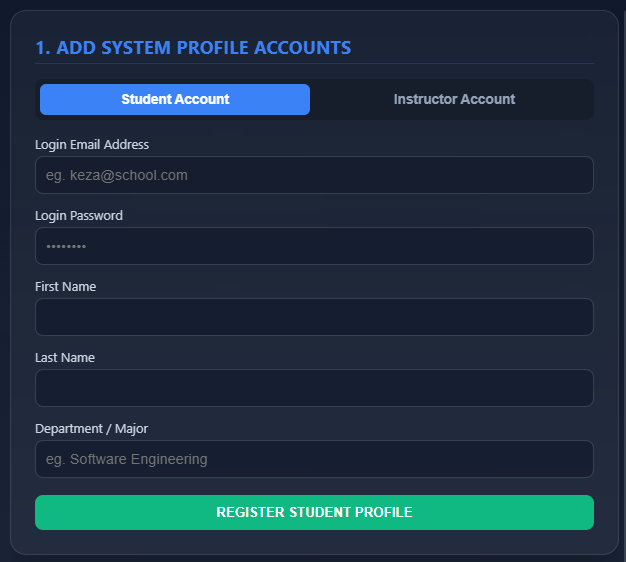 1. ADD SYSTEM PROFILE ACCOUNTS
Student Account Instructor Account
Login Email Address
eg. keza@school.com
Login Password
••••••••
First Name
Last Name
Department / Major
eg. Software Engineering
REGISTER STUDENT PROFILE